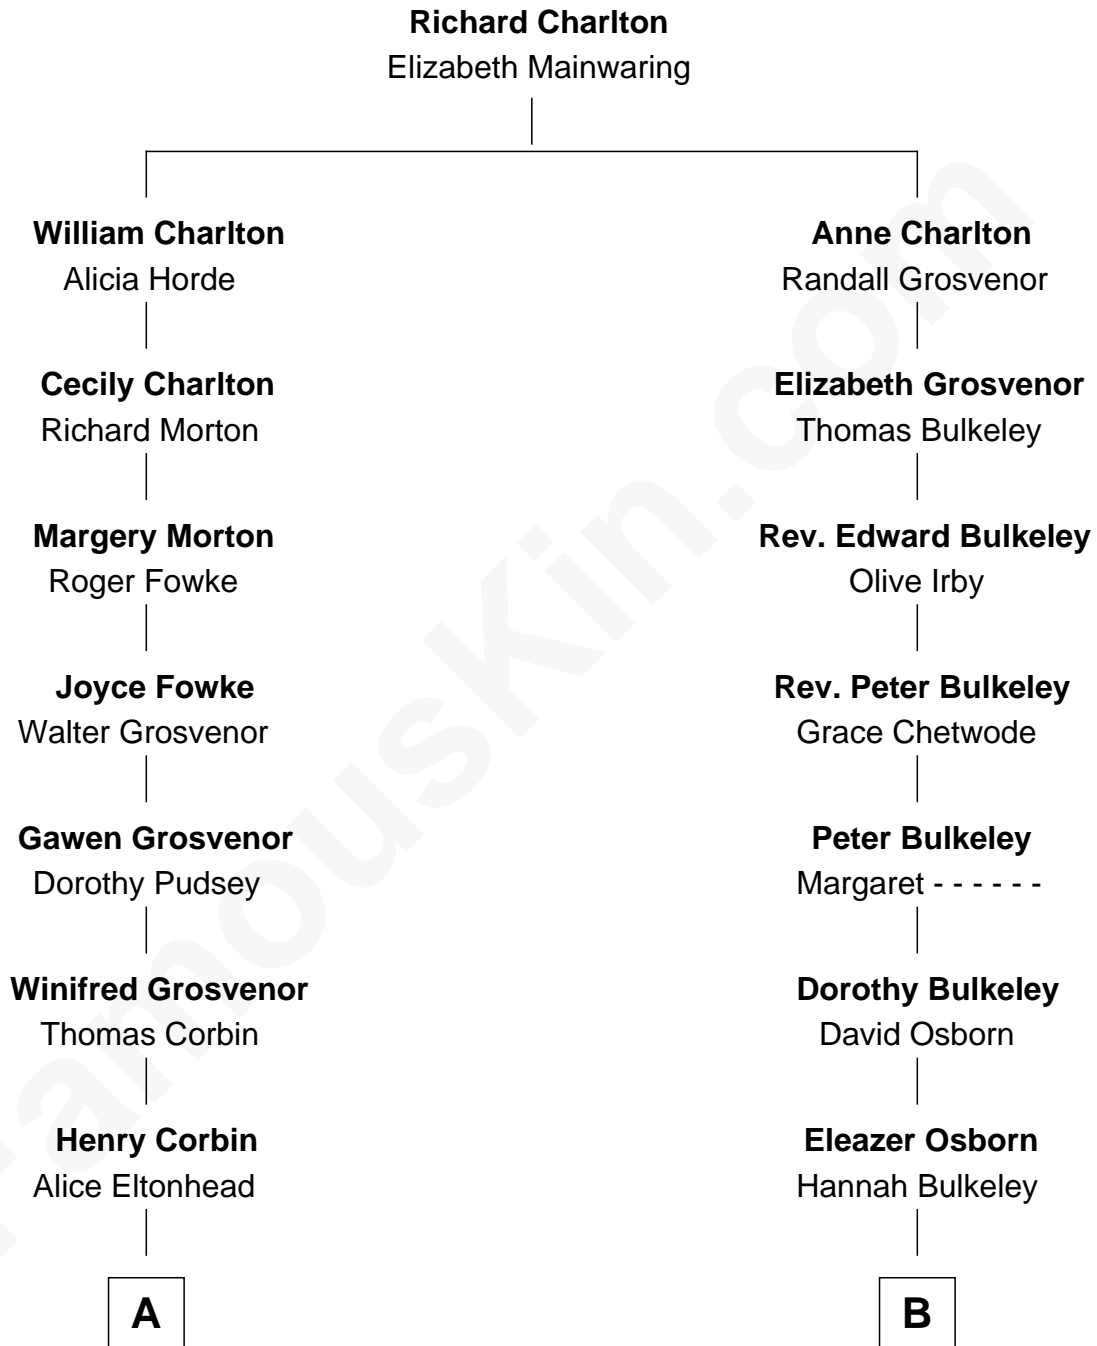 Richard Charlton
Elizabeth Mainwaring
William Charlton
Alicia Horde
Anne Charlton
Randall Grosvenor
Cecily Charlton
Richard Morton
Elizabeth Grosvenor
Thomas Bulkeley
Margery Morton
Roger Fowke
Rev. Edward Bulkeley
Olive Irby
Joyce Fowke
Walter Grosvenor
Rev. Peter Bulkeley
Grace Chetwode
Gawen Grosvenor
Dorothy Pudsey
Peter Bulkeley
Margaret - - - - - -
Winifred Grosvenor
Thomas Corbin
Dorothy Bulkeley
David Osborn
Henry Corbin
Alice Eltonhead
Eleazer Osborn
Hannah Bulkeley
A
B
FamousKin.com